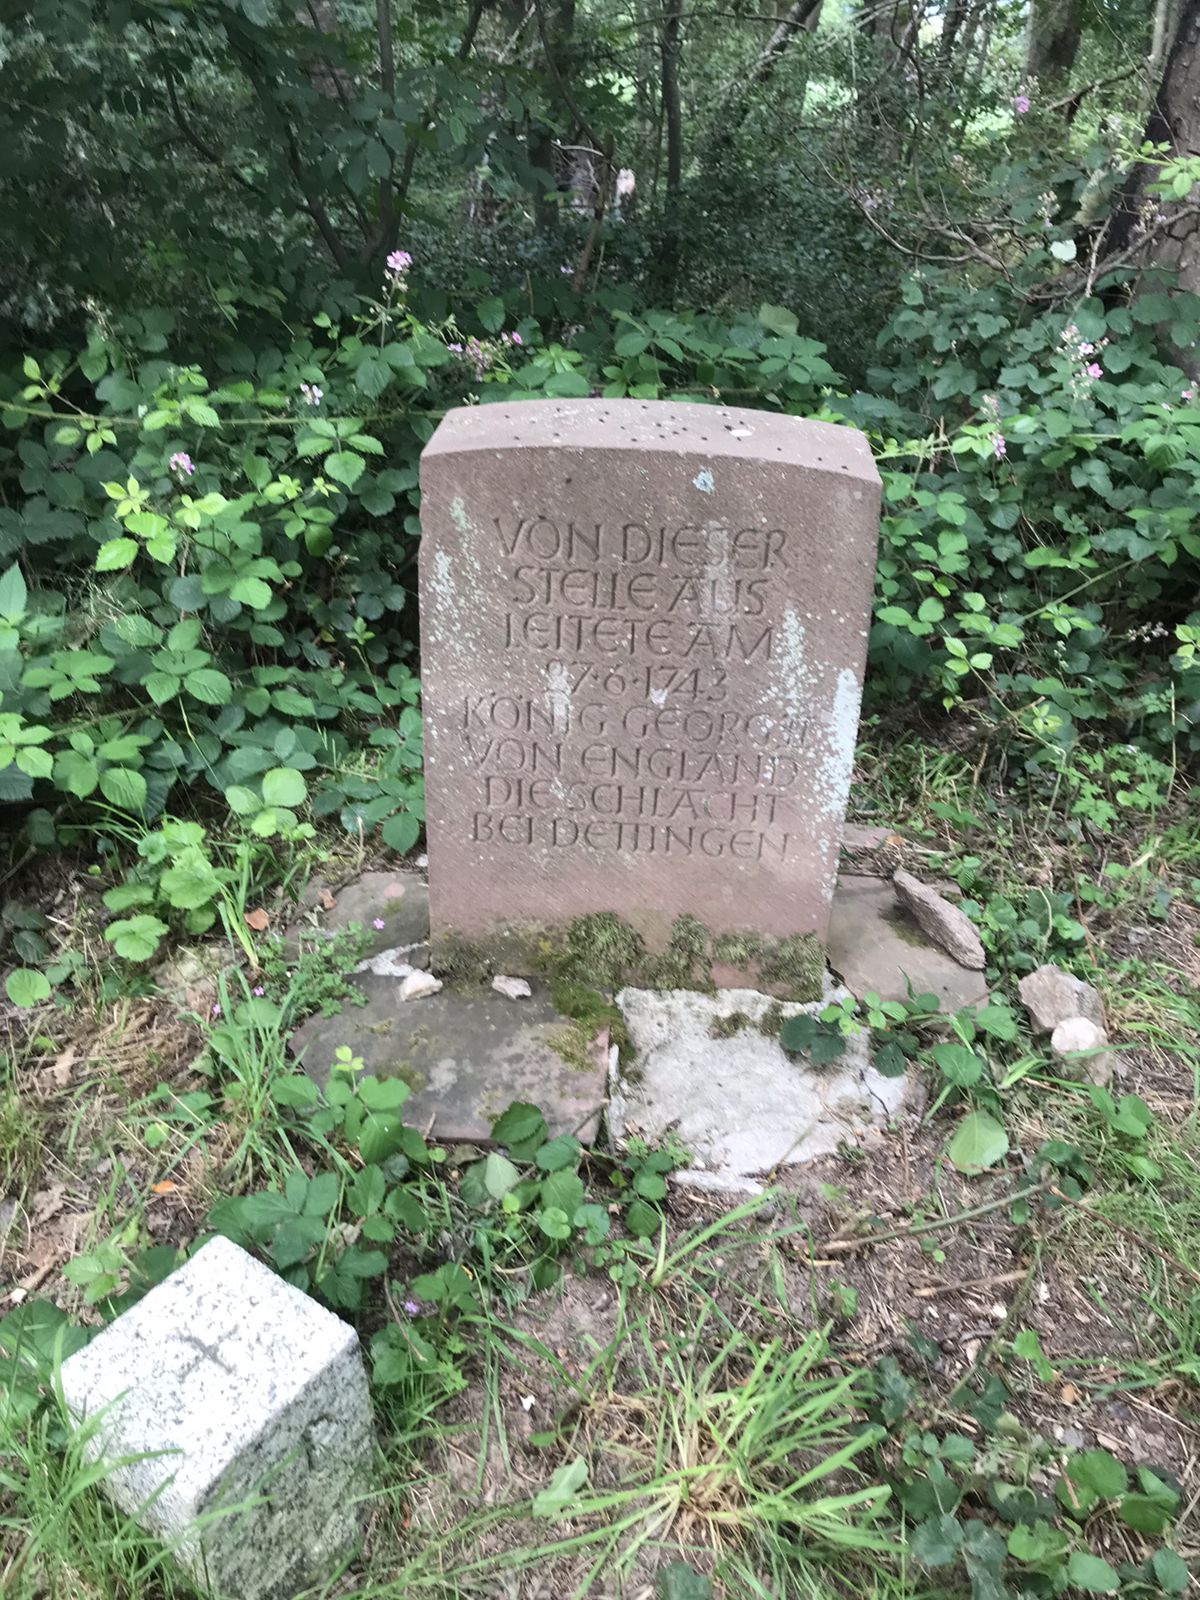 VON DIESER
STELLE AUS
LEITETE AM
27·6·1743
KÖNIG GEORG II
VON ENGLAND
DIE SCHLACHT
BEI DETTINGEN